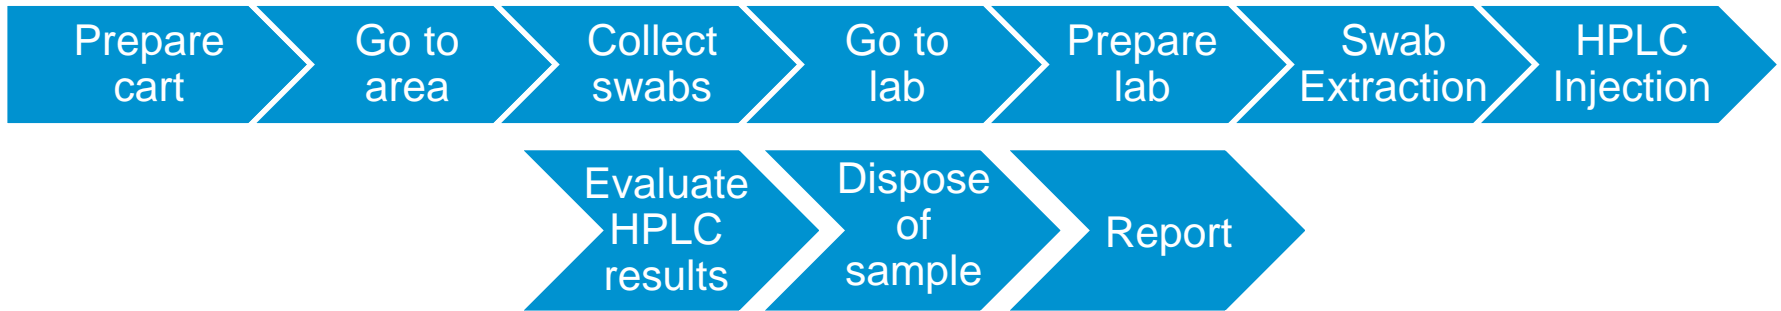 Prepare
cart
Go to
area
Collect
swabs
Go to
lab
Prepare
lab
Swab
Extraction
HPLC
Injection
Evaluate
HPLC
results
Dispose
of
sample
Report